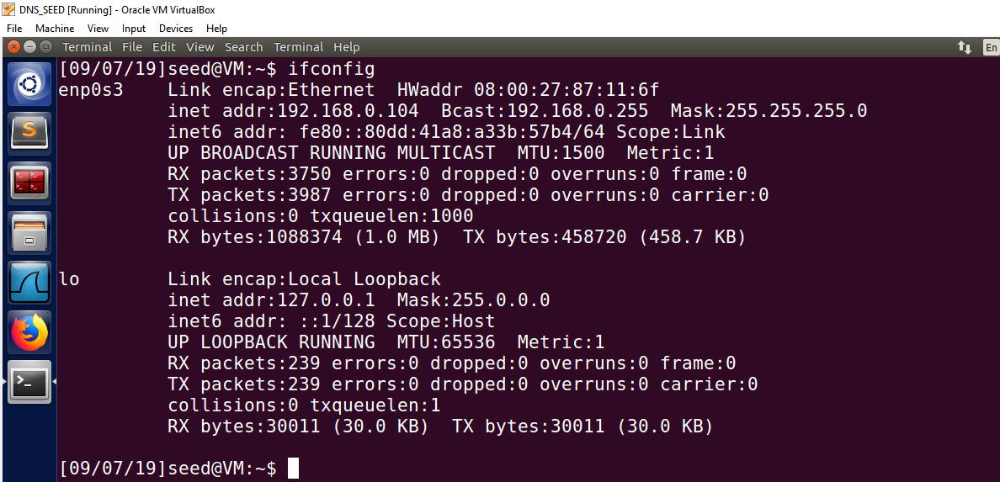 DNS_SEED [Running] - Oracle VM VirtualBox
File Machine View Input Devices Help
Terminal File Edit View Search Terminal Help En
[09/07/19]seed@VM:~$ ifconfig
enp0s3    Link encap:Ethernet  HWaddr 08:00:27:87:11:6f
          inet addr:192.168.0.104  Bcast:192.168.0.255  Mask:255.255.255.0
          inet6 addr: fe80::80dd:41a8:a33b:57b4/64 Scope:Link
          UP BROADCAST RUNNING MULTICAST  MTU:1500  Metric:1
          RX packets:3750 errors:0 dropped:0 overruns:0 frame:0
          TX packets:3987 errors:0 dropped:0 overruns:0 carrier:0
          collisions:0 txqueuelen:1000
          RX bytes:1088374 (1.0 MB)  TX bytes:458720 (458.7 KB)

lo        Link encap:Local Loopback
          inet addr:127.0.0.1  Mask:255.0.0.0
          inet6 addr: ::1/128 Scope:Host
          UP LOOPBACK RUNNING  MTU:65536  Metric:1
          RX packets:239 errors:0 dropped:0 overruns:0 frame:0
          TX packets:239 errors:0 dropped:0 overruns:0 carrier:0
          collisions:0 txqueuelen:1
          RX bytes:30011 (30.0 KB)  TX bytes:30011 (30.0 KB)

[09/07/19]seed@VM:~$